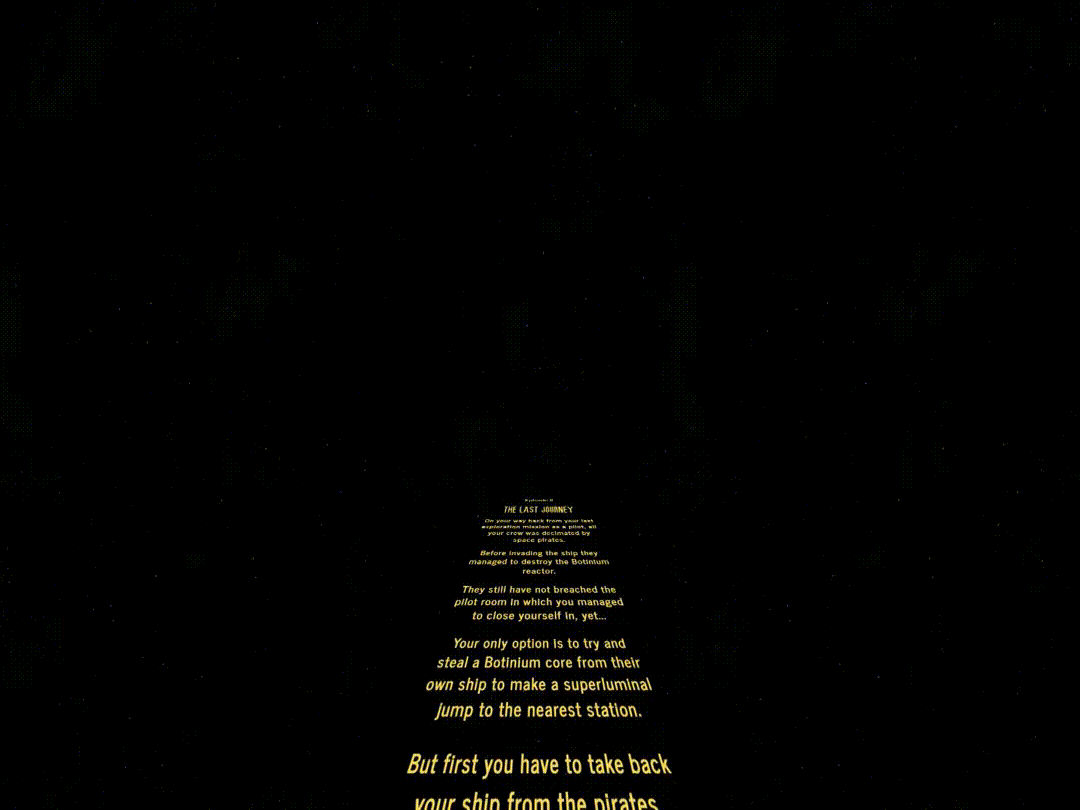 THE LAST JOURNEY
On your way back from your last
exploration mission as a pilot, all
your crew was decimated by
space pirates.
Before invading the ship they
managed to destroy the Botinium
reactor.
They still have not breached the
pilot room in which you managed
to close yourself in, yet...
Your only option is to try and
steal a Botinium core from their
own ship to make a superluminal
jump to the nearest station.
But first you have to take back
your ship from the pirates